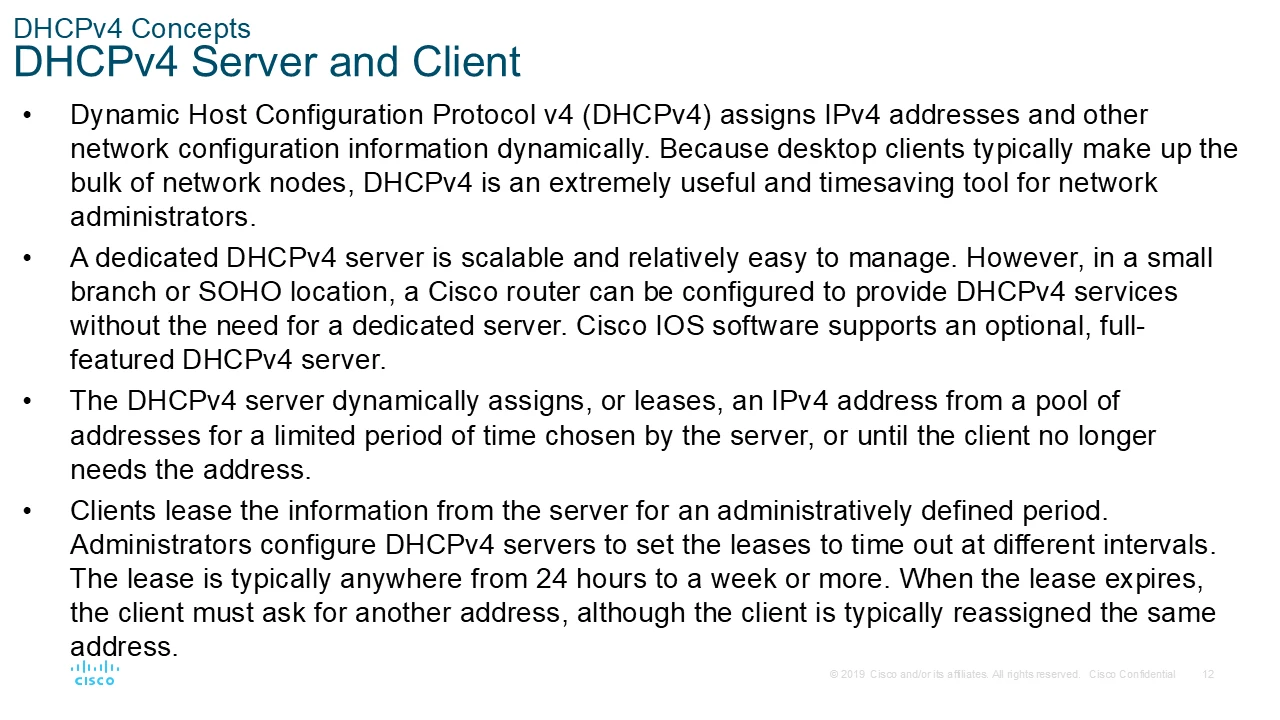 DHCPv4 Concepts
DHCPv4 Server and Client
• Dynamic Host Configuration Protocol v4 (DHCPv4) assigns IPv4 addresses and other
network configuration information dynamically. Because desktop clients typically make up the
bulk of network nodes, DHCPv4 is an extremely useful and timesaving tool for network
administrators.
• A dedicated DHCPv4 server is scalable and relatively easy to manage. However, in a small
branch or SOHO location, a Cisco router can be configured to provide DHCPv4 services
without the need for a dedicated server. Cisco IOS software supports an optional, full-
featured DHCPv4 server.
• The DHCPv4 server dynamically assigns, or leases, an IPv4 address from a pool of
addresses for a limited period of time chosen by the server, or until the client no longer
needs the address.
• Clients lease the information from the server for an administratively defined period.
Administrators configure DHCPv4 servers to set the leases to time out at different intervals.
The lease is typically anywhere from 24 hours to a week or more. When the lease expires,
the client must ask for another address, although the client is typically reassigned the same
address.
CISCO
© 2019 Cisco and/or its affiliates. All rights reserved. Cisco Confidential 12